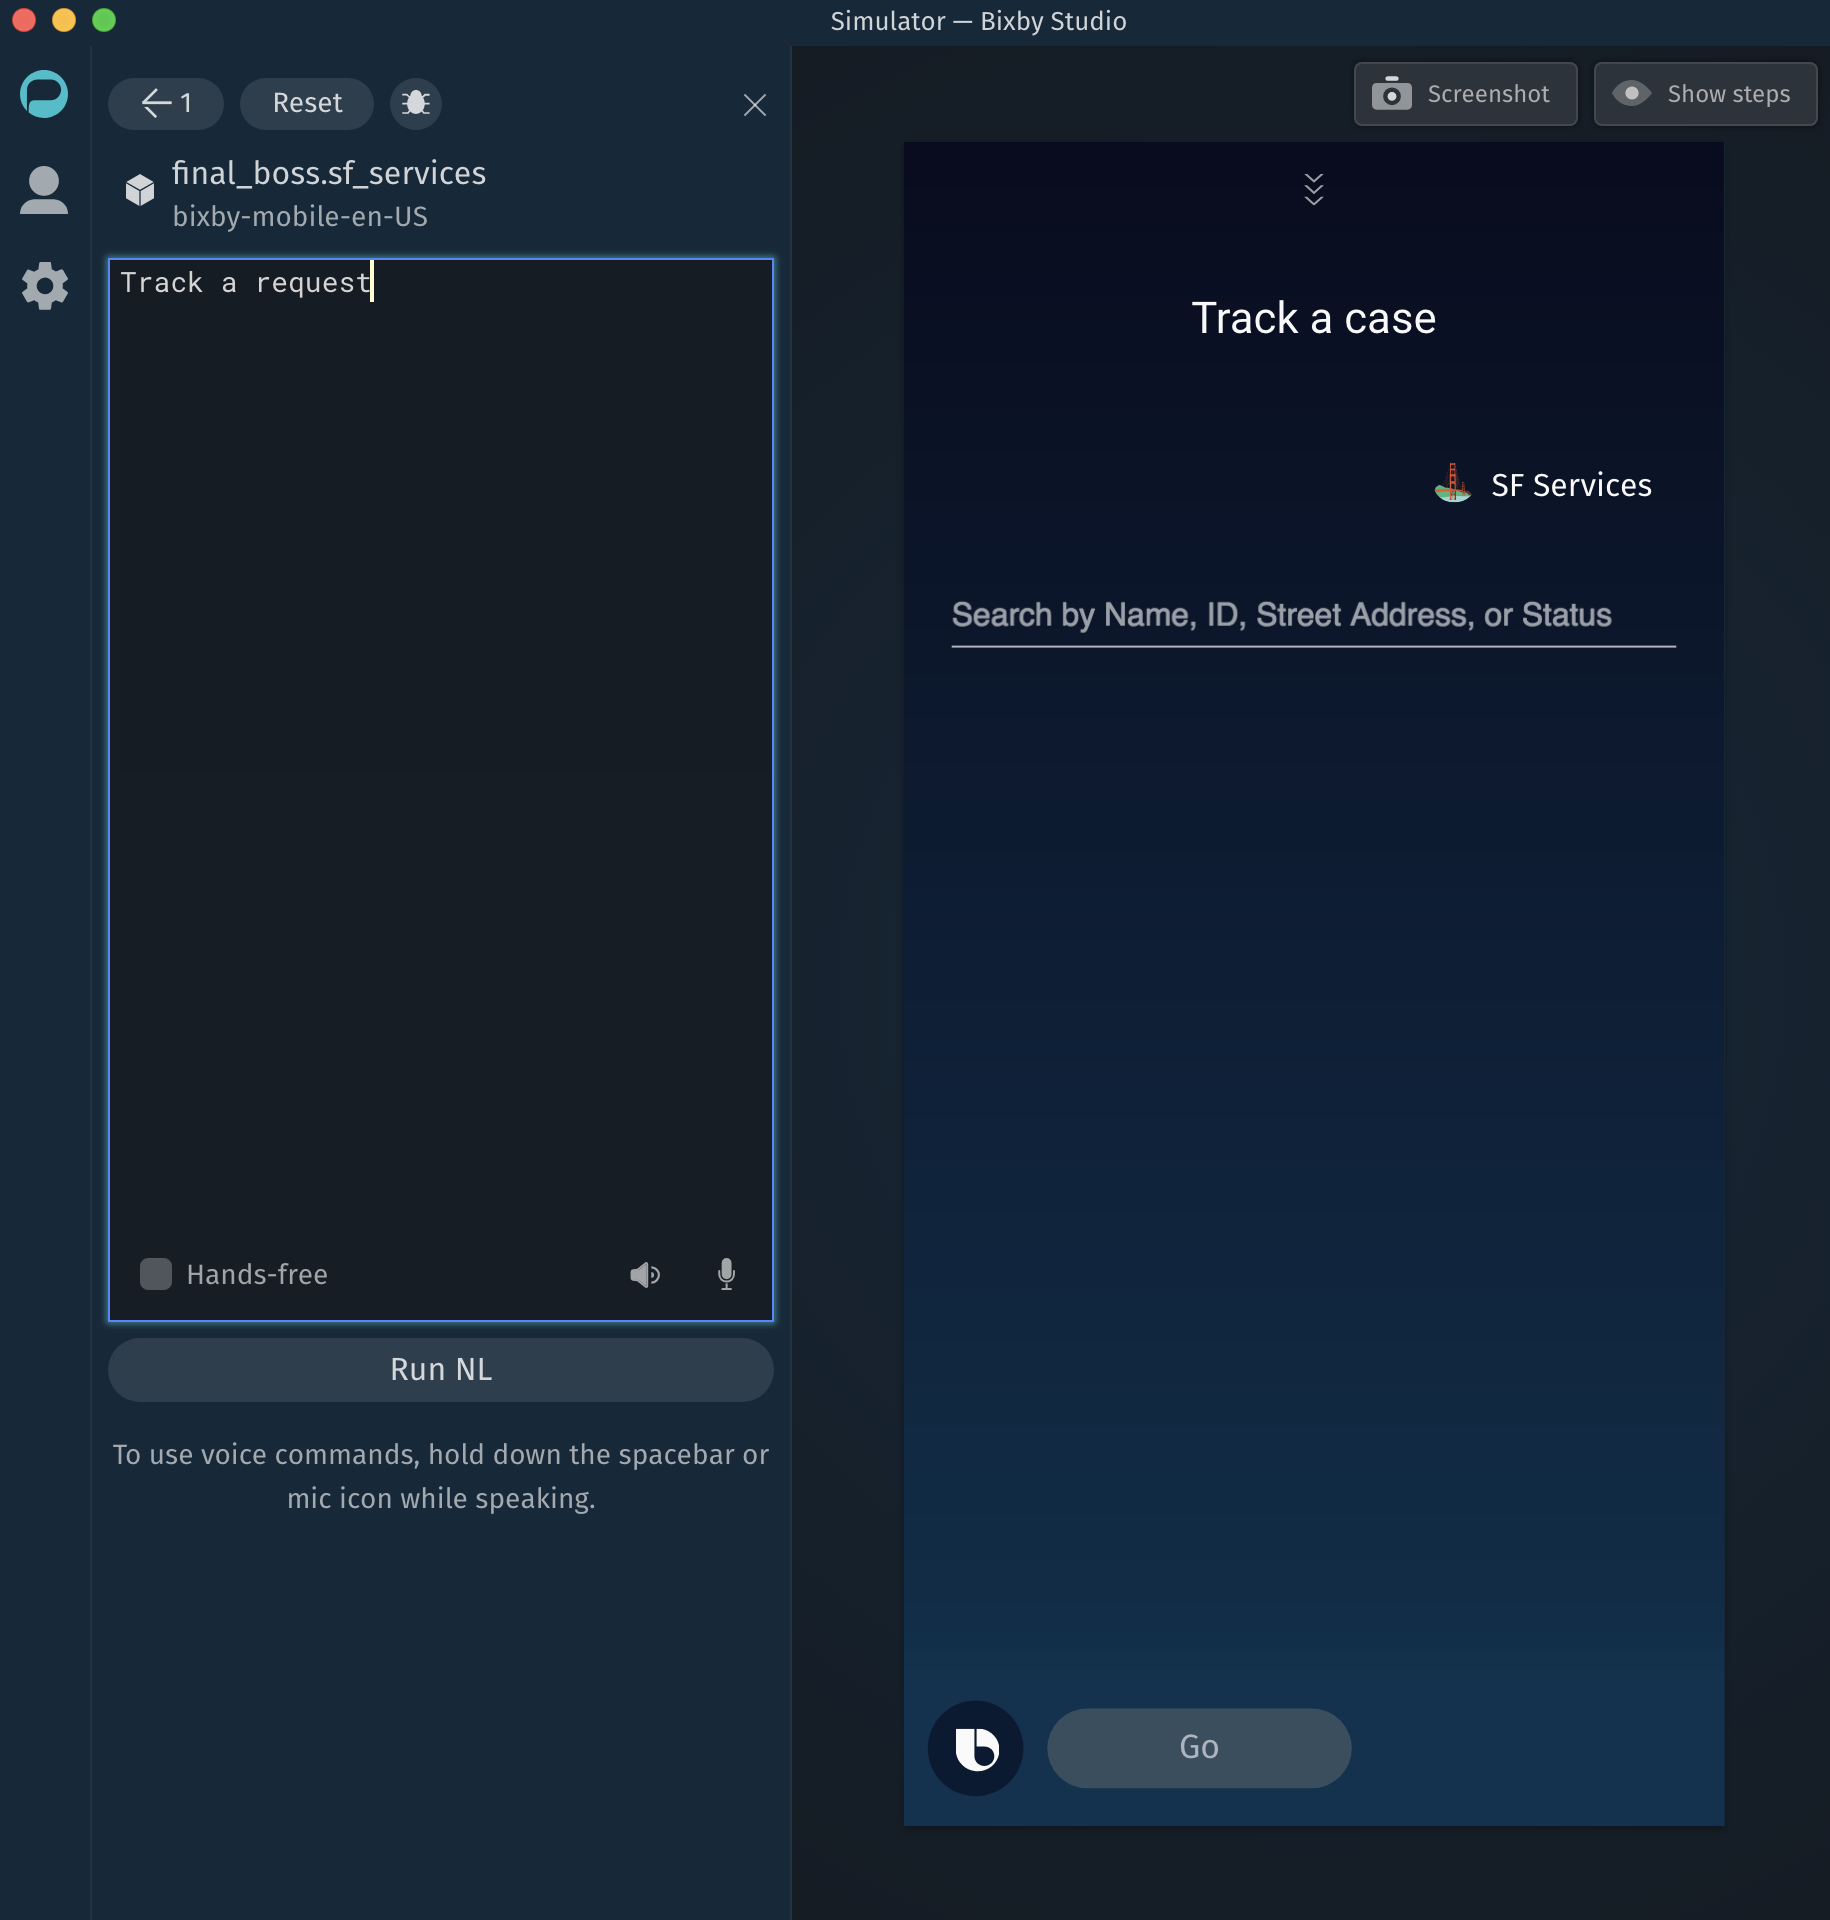 Simulator — Bixby Studio
1
Reset
Screenshot
Show steps
final_boss.sf_services
bixby-mobile-en-US
Track a request
Hands-free
Run NL
To use voice commands, hold down the spacebar or
mic icon while speaking.
Track a case
SF Services
Search by Name, ID, Street Address, or Status
Go